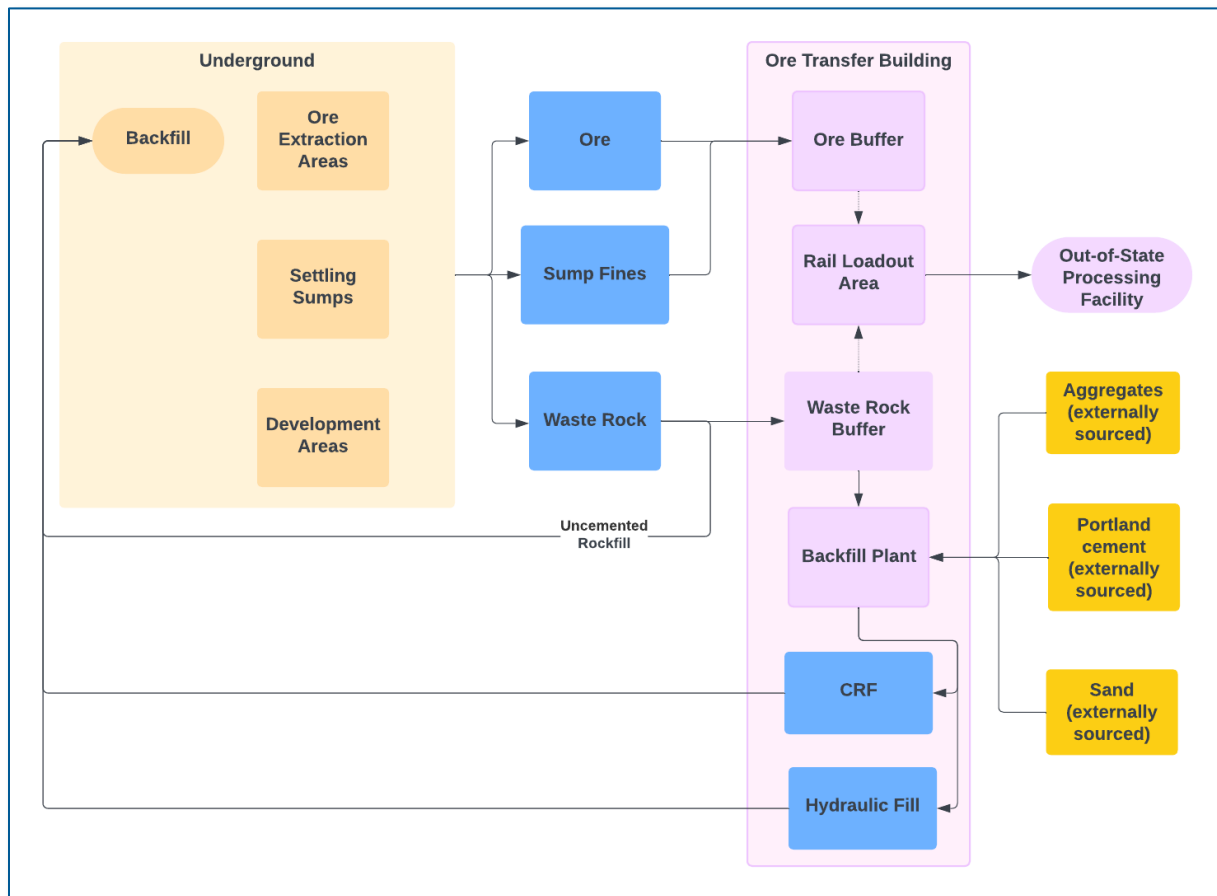 Underground
Backfill
Ore
Extraction
Areas
Settling
Sumps
Development
Areas
Ore
Sump Fines
Waste Rock
Uncemented
Rockfill
Ore Transfer Building
Ore Buffer
Rail Loadout
Area
Waste Rock
Buffer
Backfill Plant
CRF
Hydraulic Fill
Out-of-State
Processing
Facility
Aggregates
(externally
sourced)
Portland
cement
(externally
sourced)
Sand
(externally
sourced)